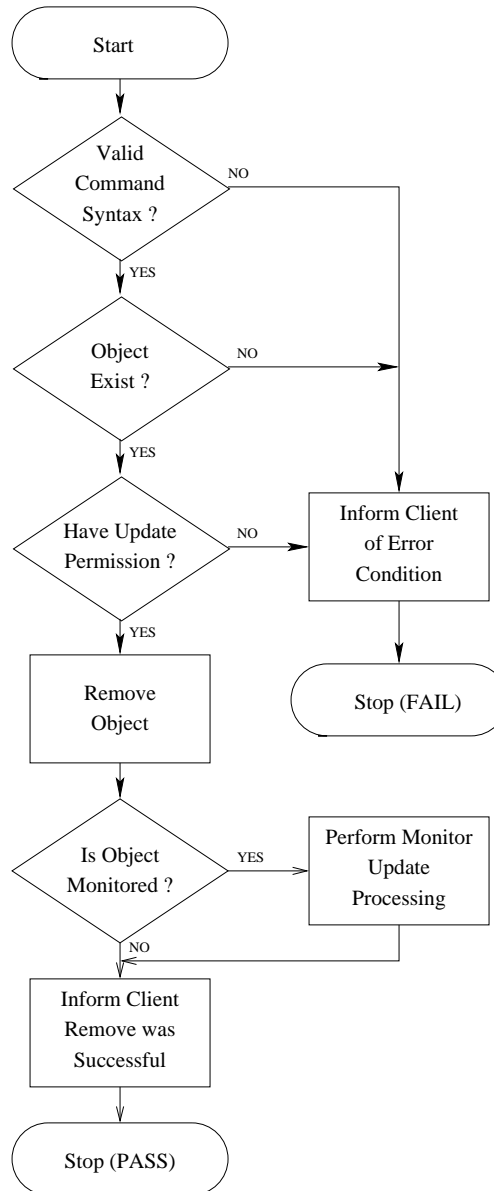 Start
Valid
Command
Syntax ?
NO
YES
Object
Exist ?
NO
YES
Have Update
Permission ?
NO
Inform Client
of Error
Condition
YES
Remove
Object
Stop (FAIL)
Is Object
Monitored ?
YES
Perform Monitor
Update
Processing
NO
Inform Client
Remove was
Successful
Stop (PASS)